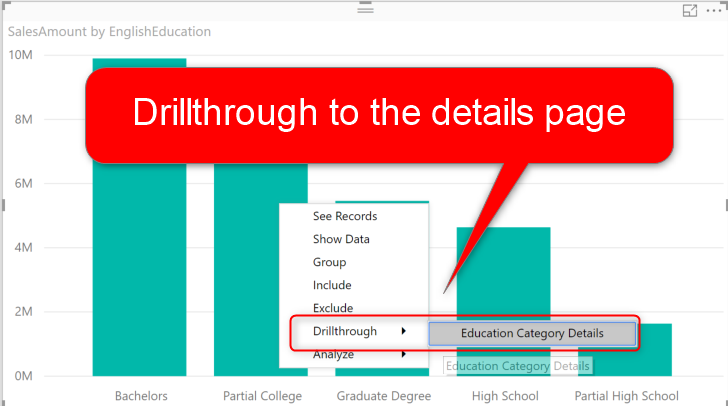 SalesAmount by EnglishEducation
10M
Drillthrough to the details page
8M
6M
4M
2M
0M
See Records
Show Data
Group
Include
Exclude
Drillthrough
Education Category Details
Analyze
Education Category Details
Bachelors
Partial College
Graduate Degree
High School
Partial High School